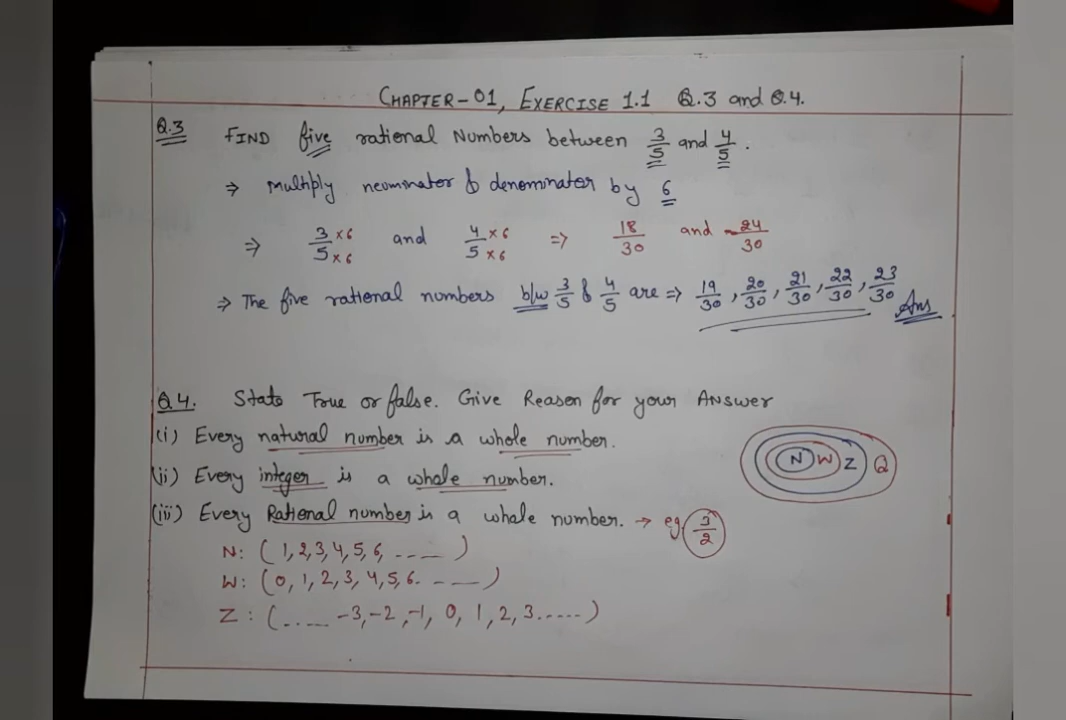 CHAPTER-01, EXERCISE 1.1 Q.3 and Q.4.
Q.3 FIND five rational Numbers between 3/5 and 4/5.
⇒ Multiply neominator & denominator by 6
⇒ 3×6/5×6 and 4×6/5×6 ⇒ 18/30 and 24/30
⇒ The five rational numbers b/w 3/5 & 4/5 are ⇒ 19/30, 20/30, 21/30, 22/30, 23/30 Ans
Q.4. State True or false. Give Reason for your Answer
(i) Every natural number is a whole number.
(ii) Every integer is a whole number.
(iii) Every Rational number is a whole number. → eg. 3/2
N W Z Q
N: (1,2,3,4,5,6, ....)
W: (0,1,2,3,4,5,6. ....)
Z: (.... -3,-2,-1, 0, 1, 2, 3.....)